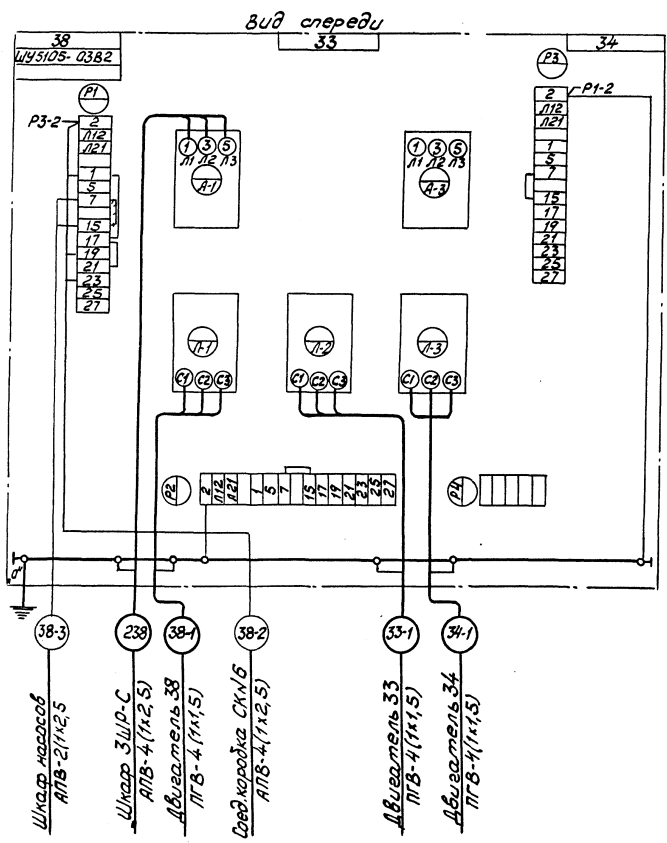 Вид спереди
38
33
34
ШУ5105-03В2
Р1
Р3
Р3-2
Р1-2
2
Л12
Л21
1
5
7
15
17
19
21
23
25
27
1 3 5
Л1 Л2 Л3
А-1
1 3 5
Л1 Л2 Л3
А-3
2
Л12
Л21
1
5
7
15
17
19
21
23
25
27
Л-1
С1 С2 С3
Л-2
С1 С2 С3
Л-3
С1 С2 С3
Р2
2 Л12 Л21 1 5 7 15 17 19 21 23 25 27
Р4
"0"
38-3
238
38-1
38-2
33-1
34-1
Шкаф насосов
АПВ-2(1х2,5
Шкаф 3ШР-С
АПВ-4(1х2,5)
Двигатель 38
ПГВ-4(1х1,5)
Соед.коробка СК№6
АПВ-4(1х2,5)
Двигатель 33
ПГВ-4(1х1,5)
Двигатель 34
ПГВ-4(1х1,5)